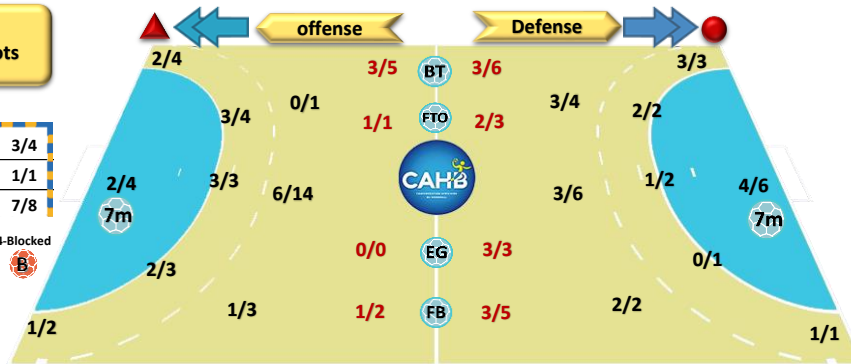 offense
Defense
ots
2/4
3/5
BT
3/6
3/3
0/1
3/4
3/4
2/2
1/1
FTO
2/3
3/4
1/1
7/8
2/4
3/3
6/14
CAHB
3/6
1/2
4/6
7m
7m
4-Blocked
B
2/3
0/0
EG
3/3
0/1
1/3
1/2
FB
3/5
2/2
1/2
1/1